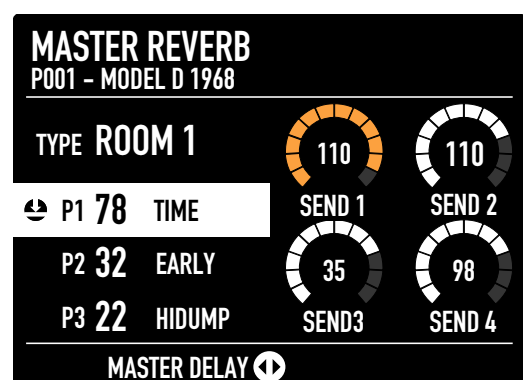 MASTER REVERB
P001 – MODEL D 1968
TYPE ROOM 1
110
SEND 1
110
SEND 2
P1 78 TIME
P2 32 EARLY
P3 22 HIDUMP
35
SEND3
98
SEND 4
MASTER DELAY